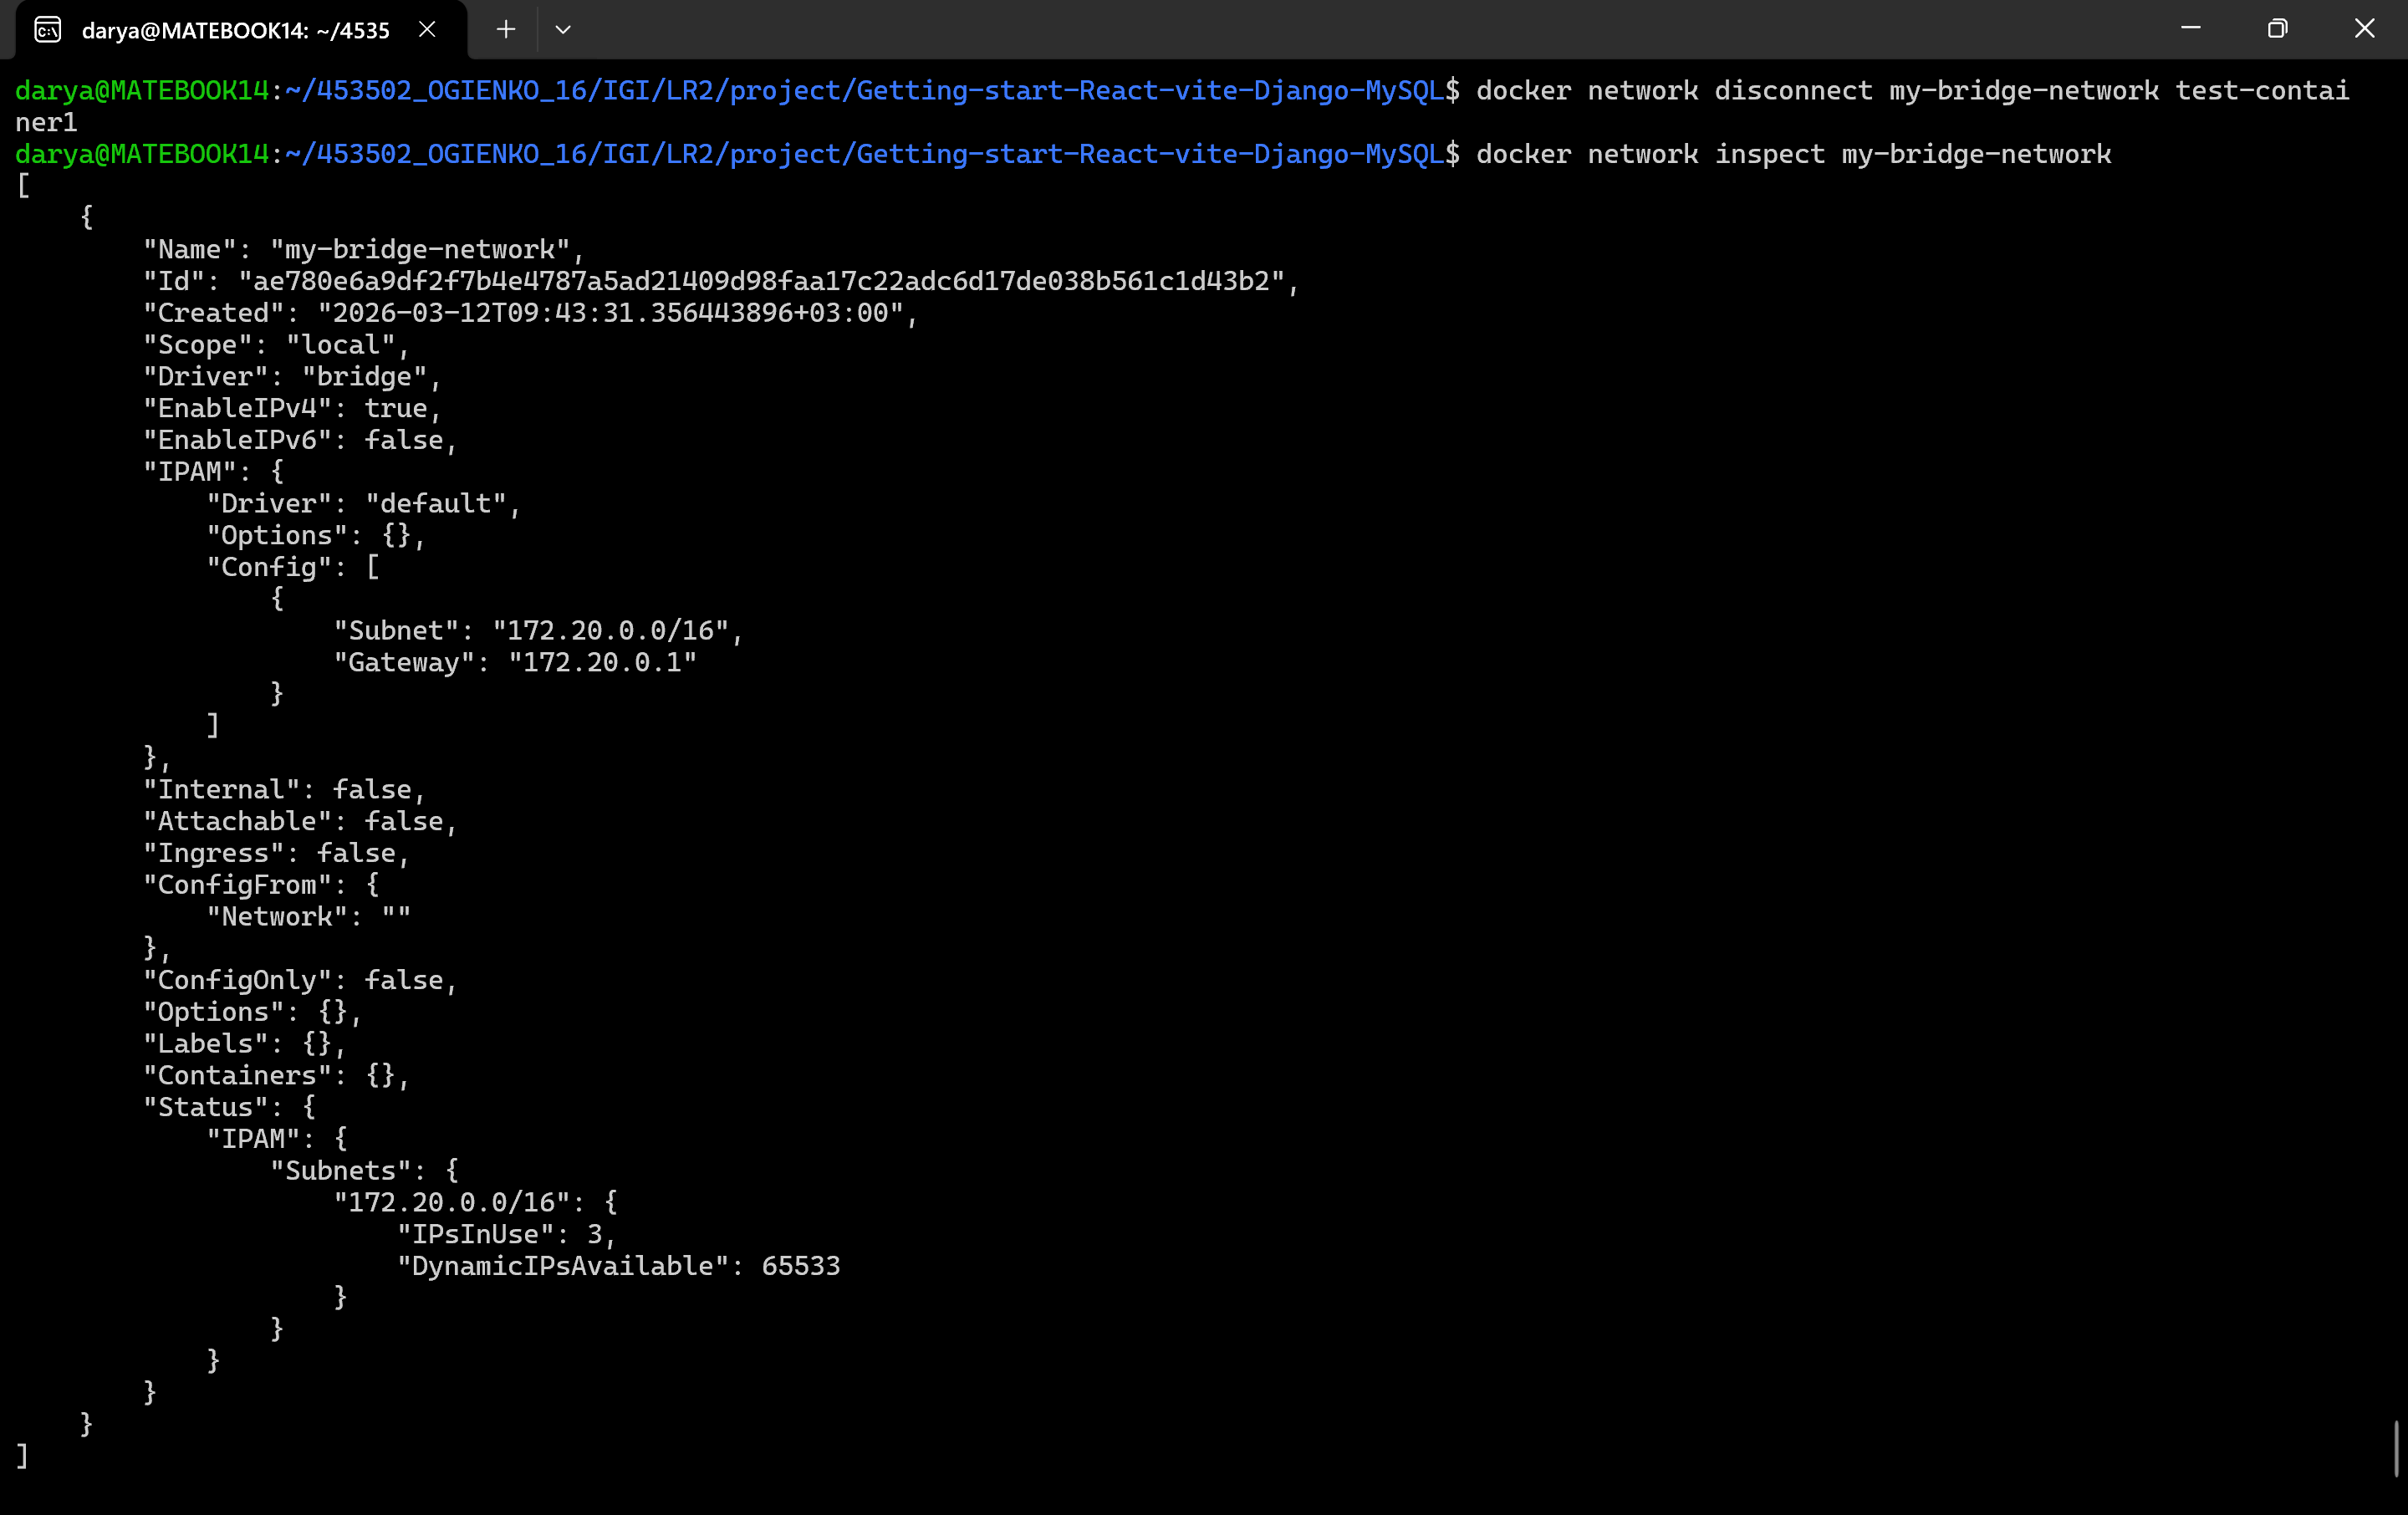 darya@MATEBOOK14: ~/4535
darya@MATEBOOK14:~/453502_OGIENKO_16/IGI/LR2/project/Getting-start-React-vite-Django-MySQL$ docker network disconnect my-bridge-network test-contai
ner1
darya@MATEBOOK14:~/453502_OGIENKO_16/IGI/LR2/project/Getting-start-React-vite-Django-MySQL$ docker network inspect my-bridge-network
[
    {
        "Name": "my-bridge-network",
        "Id": "ae780e6a9df2f7b4e4787a5ad21409d98faa17c22adc6d17de038b561c1d43b2",
        "Created": "2026-03-12T09:43:31.356443896+03:00",
        "Scope": "local",
        "Driver": "bridge",
        "EnableIPv4": true,
        "EnableIPv6": false,
        "IPAM": {
            "Driver": "default",
            "Options": {},
            "Config": [
                {
                    "Subnet": "172.20.0.0/16",
                    "Gateway": "172.20.0.1"
                }
            ]
        },
        "Internal": false,
        "Attachable": false,
        "Ingress": false,
        "ConfigFrom": {
            "Network": ""
        },
        "ConfigOnly": false,
        "Options": {},
        "Labels": {},
        "Containers": {},
        "Status": {
            "IPAM": {
                "Subnets": {
                    "172.20.0.0/16": {
                        "IPsInUse": 3,
                        "DynamicIPsAvailable": 65533
                    }
                }
            }
        }
    }
]